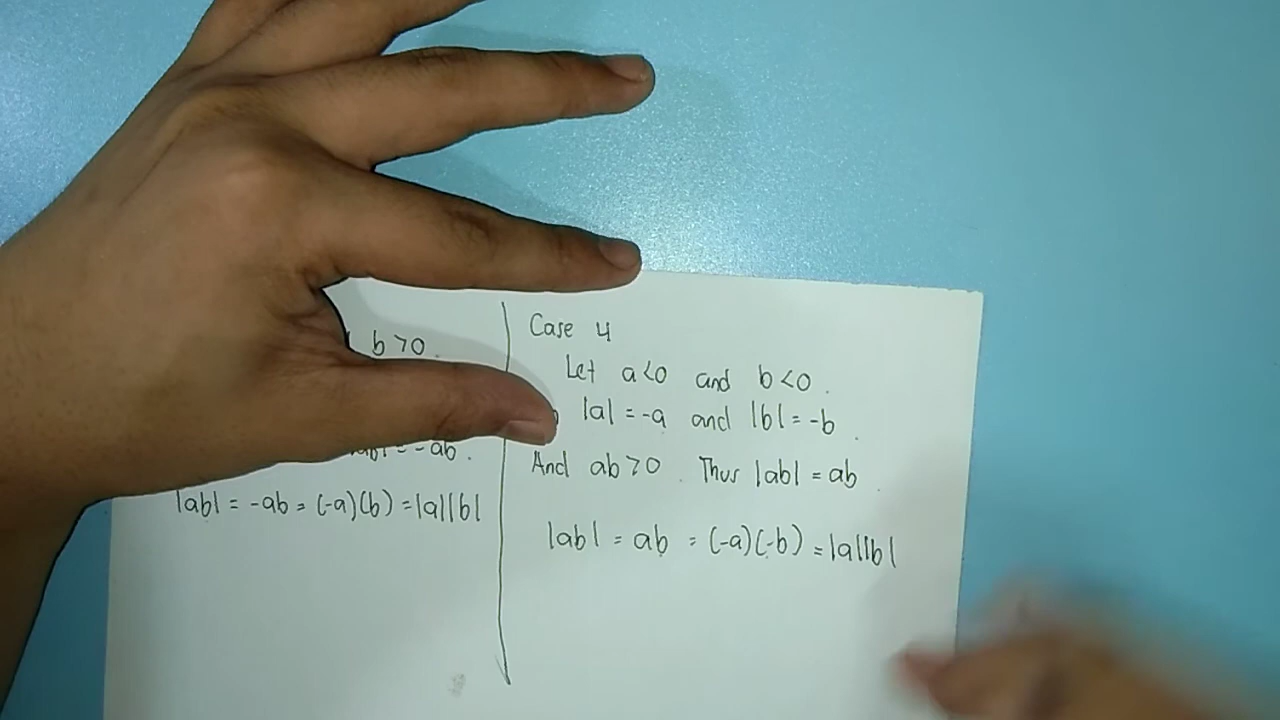 b>0.
= -ab.
|ab| = -ab = (-a)(b) = |a||b|
Case 4
Let a<0 and b<0.
|a| = -a and |b| = -b.
And ab>0. Thus |ab| = ab.
|ab| = ab = (-a)(-b) = |a||b|